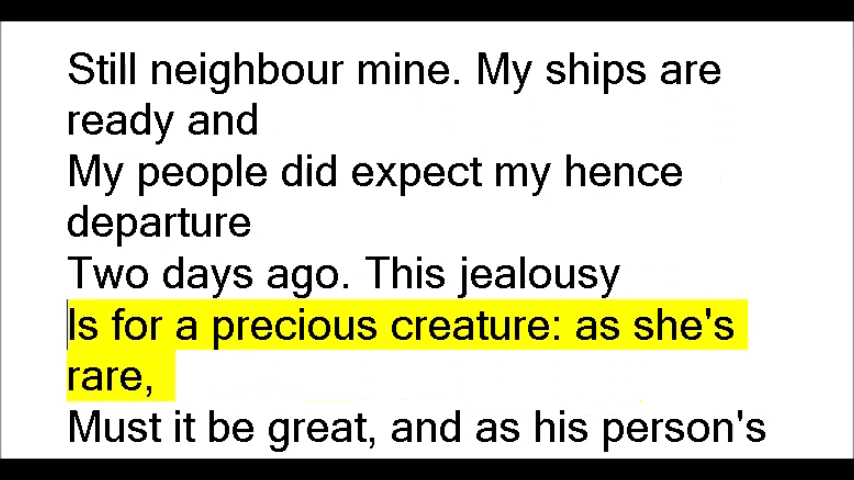 Still neighbour mine. My ships are
ready and
My people did expect my hence
departure
Two days ago. This jealousy
Is for a precious creature: as she's
rare,
Must it be great, and as his person's